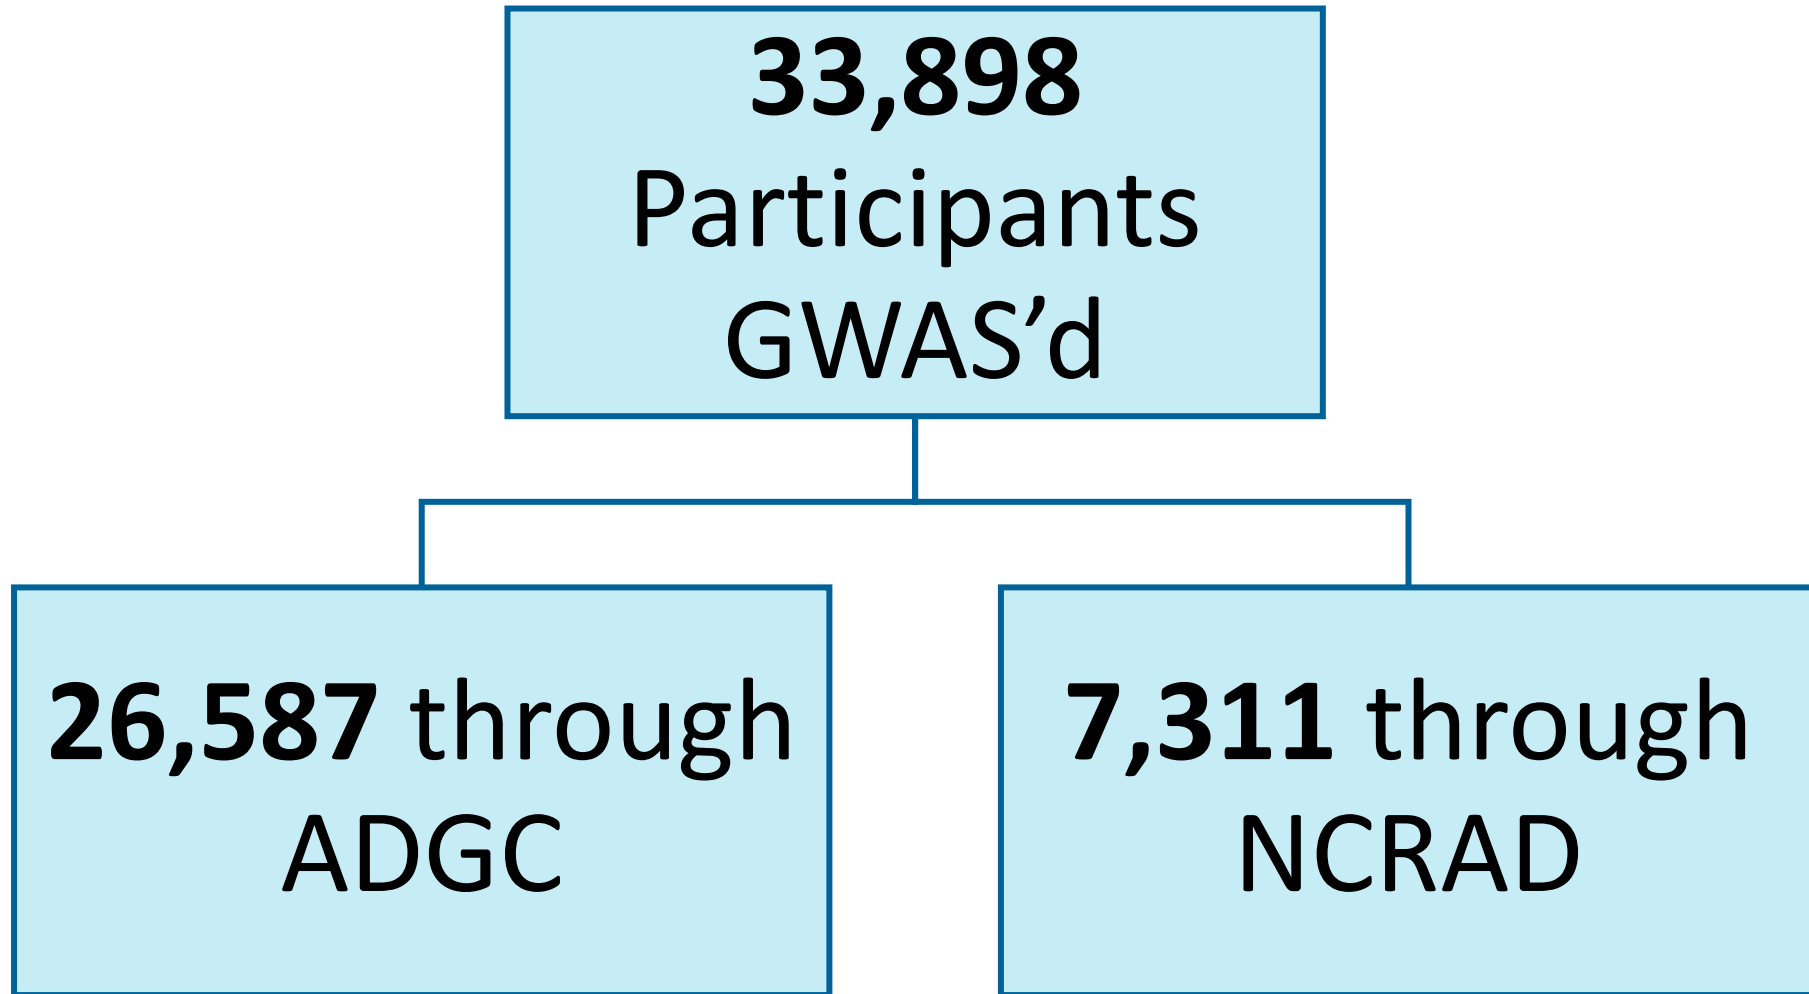 33,898
Participants
GWAS’d
26,587 through
ADGC
7,311 through
NCRAD